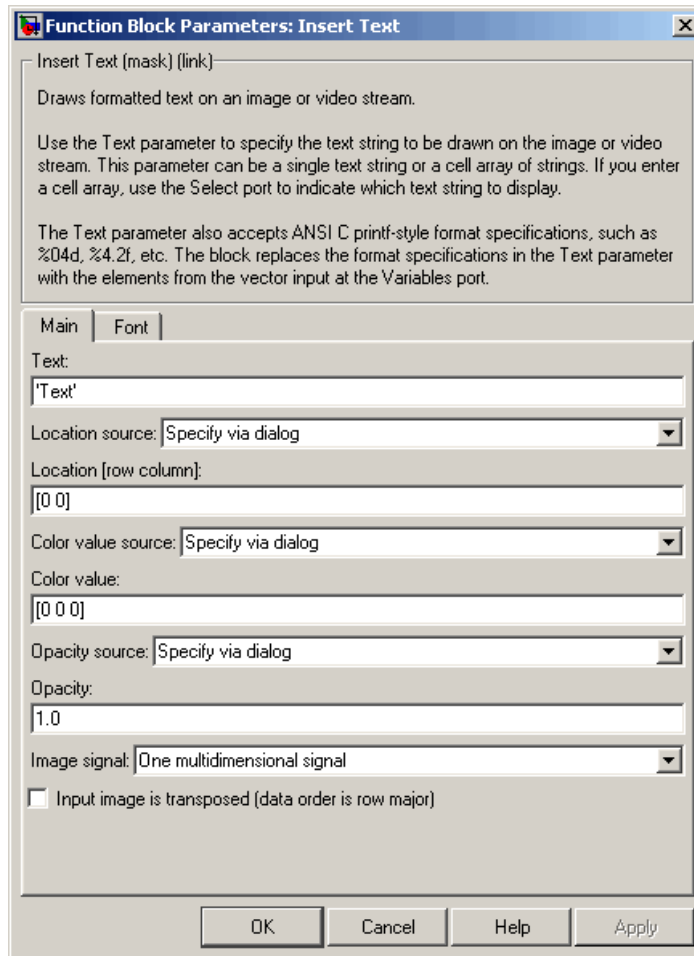 Function Block Parameters: Insert Text
Insert Text (mask) (link)
Draws formatted text on an image or video stream.
Use the Text parameter to specify the text string to be drawn on the image or video
stream. This parameter can be a single text string or a cell array of strings. If you enter
a cell array, use the Select port to indicate which text string to display.
The Text parameter also accepts ANSI C printf-style format specifications, such as
%04d, %4.2f, etc. The block replaces the format specifications in the Text parameter
with the elements from the vector input at the Variables port.
Main Font
Text:
'Text'
Location source: Specify via dialog
Location [row column]:
[0 0]
Color value source: Specify via dialog
Color value:
[0 0 0]
Opacity source: Specify via dialog
Opacity:
1.0
Image signal: One multidimensional signal
Input image is transposed (data order is row major)
OK Cancel Help Apply